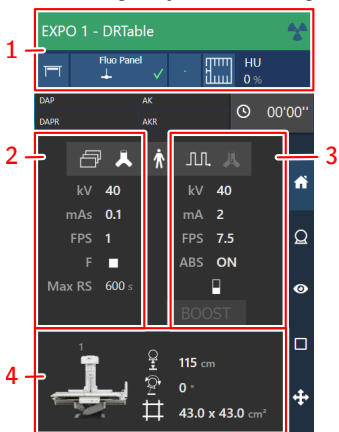 EXPO 1 - DRTable
1
Fluo Panel
HU
0 %
DAP
AK
00'00"
DAPR
AKR
2
3
kV 40
kV 40
mAs 0.1
mA 2
FPS 1
FPS 7.5
F
ABS ON
Max RS 600 s
BOOST
1
115 cm
4
0 °
43.0 x 43.0 cm²